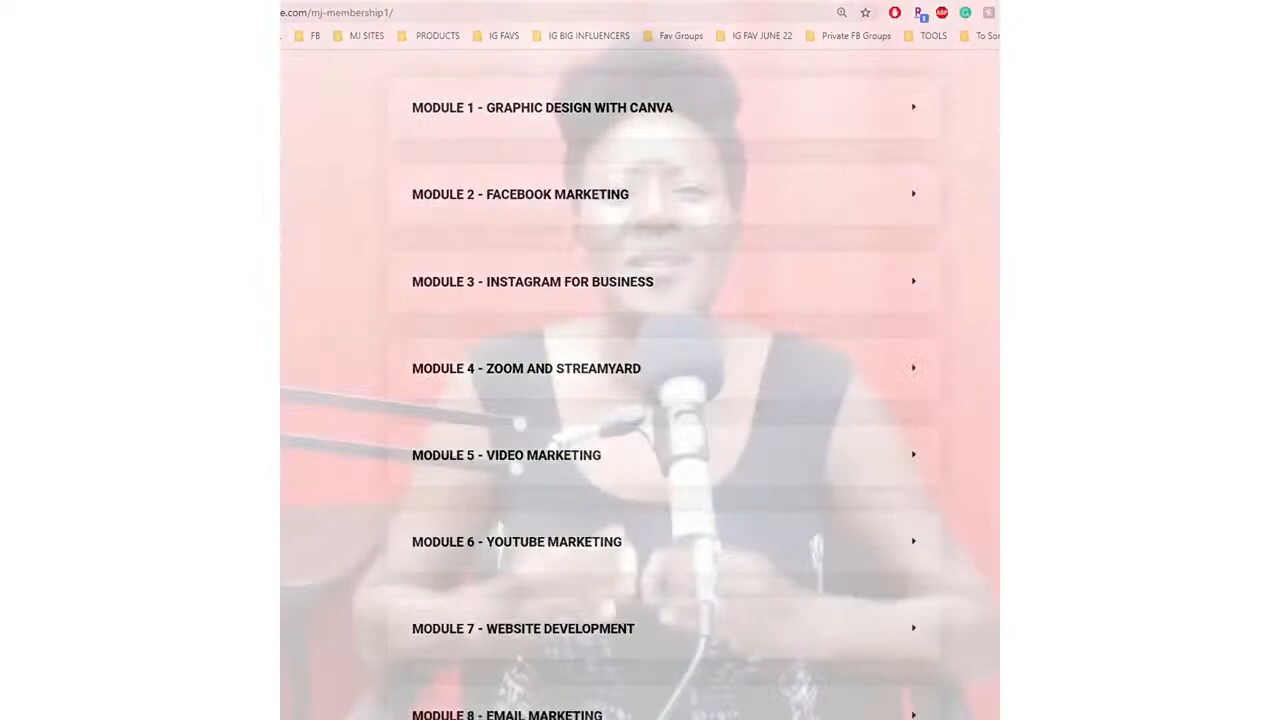 e.com/mj-membership1/
FB MJ SITES PRODUCTS IG FAVS IG BIG INFLUENCERS Fav Groups IG FAV JUNE 22 Private FB Groups TOOLS To Sor
ABP
MODULE 1 - GRAPHIC DESIGN WITH CANVA
MODULE 2 - FACEBOOK MARKETING
MODULE 3 - INSTAGRAM FOR BUSINESS
MODULE 4 - ZOOM AND STREAMYARD
MODULE 5 - VIDEO MARKETING
MODULE 6 - YOUTUBE MARKETING
MODULE 7 - WEBSITE DEVELOPMENT
MODULE 8 - EMAIL MARKETING